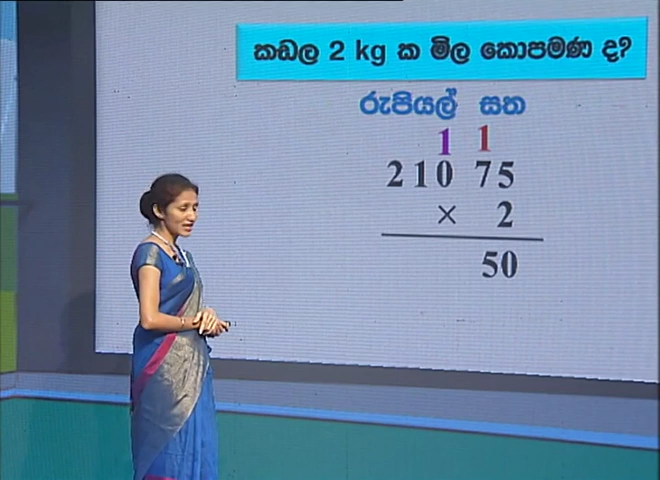 කඩල 2 kg ක මිල කොපමණ ද?
රුපියල් සත
1 1
210 75
× 2
50